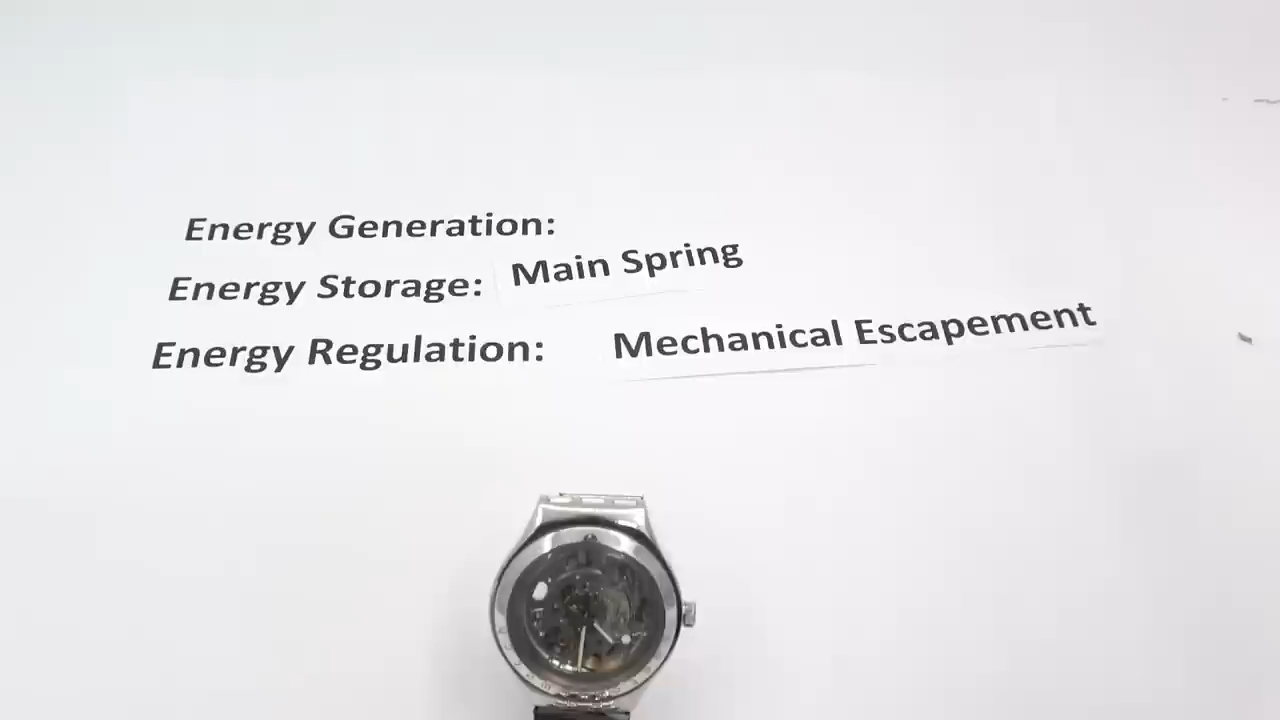 Energy Generation:
Energy Storage: Main Spring
Energy Regulation: Mechanical Escapement